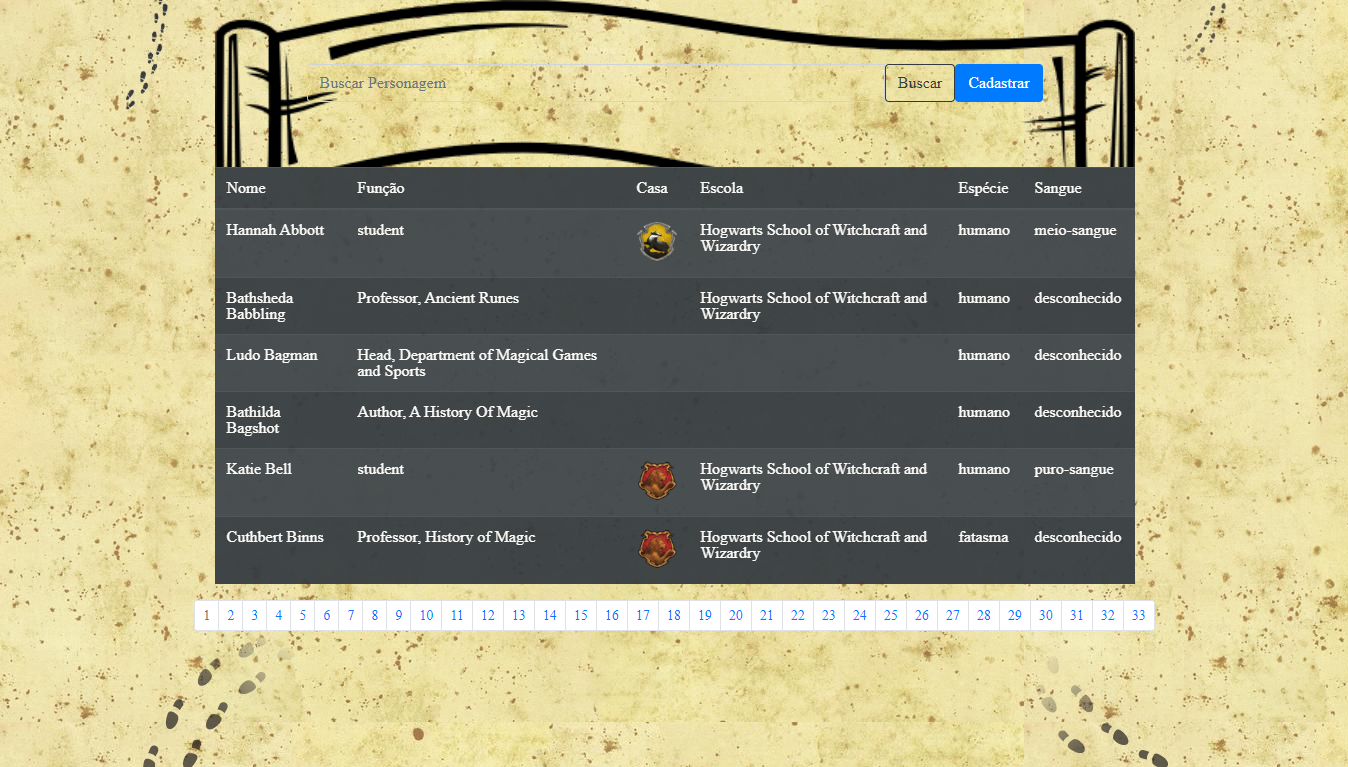 Buscar Personagem Buscar Cadastrar
Nome Função Casa Escola Espécie Sangue
Hannah Abbott student Hogwarts School of Witchcraft and humano meio-sangue
Wizardry
Bathsheda Professor, Ancient Runes Hogwarts School of Witchcraft and humano desconhecido
Babbling Wizardry
Ludo Bagman Head, Department of Magical Games humano desconhecido
and Sports
Bathilda Author, A History Of Magic humano desconhecido
Bagshot
Katie Bell student Hogwarts School of Witchcraft and humano puro-sangue
Wizardry
Cuthbert Binns Professor, History of Magic Hogwarts School of Witchcraft and fatasma desconhecido
Wizardry
1 2 3 4 5 6 7 8 9 10 11 12 13 14 15 16 17 18 19 20 21 22 23 24 25 26 27 28 29 30 31 32 33